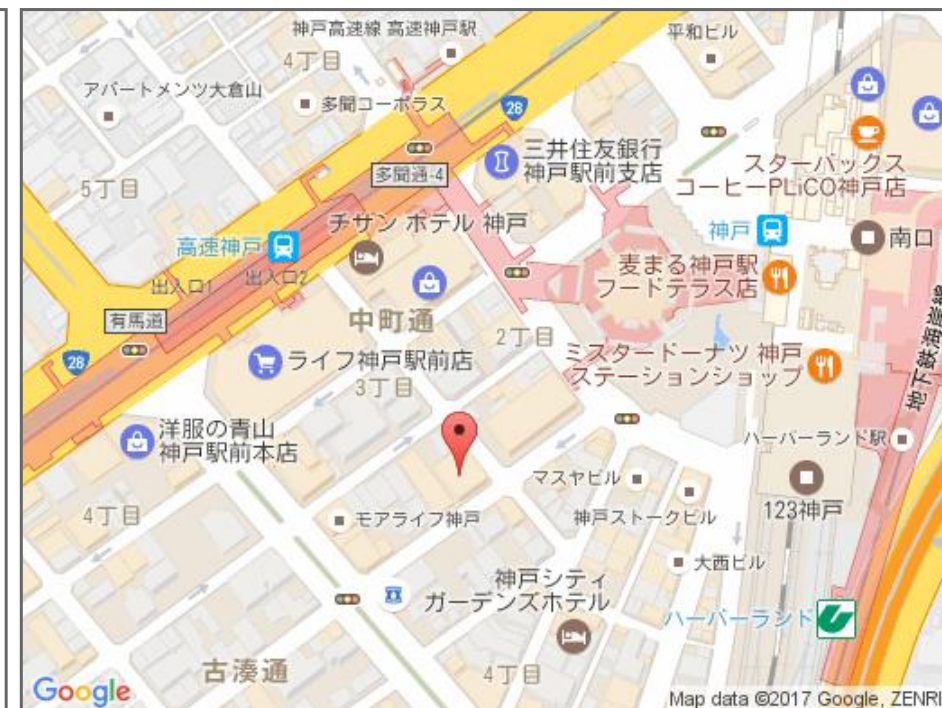 神戸高速線 高速神戸駅
平和ビル
4丁目
アパートメンツ大倉山
多聞コーポラス
28
三井住友銀行
神戸駅前支店
スターバックス
コーヒーPLiCO神戸店
多聞通-4
5丁目
チサン ホテル 神戸
神戸
南口
高速神戸
麦まる神戸駅
フードテラス店
出入口1
出入口2
地下鉄海岸線
有馬道
中町通
2丁目
28
ライフ神戸駅前店
ミスタードーナツ 神戸
ステーションショップ
3丁目
洋服の青山
神戸駅前本店
ハーバーランド駅
マスヤビル
123神戸
4丁目
モアライフ神戸
神戸ストークビル
大西ビル
神戸シティ
ガーデンズホテル
ハーバーランド
古湊通
4丁目
Google
Map data ©2017 Google, ZENRI